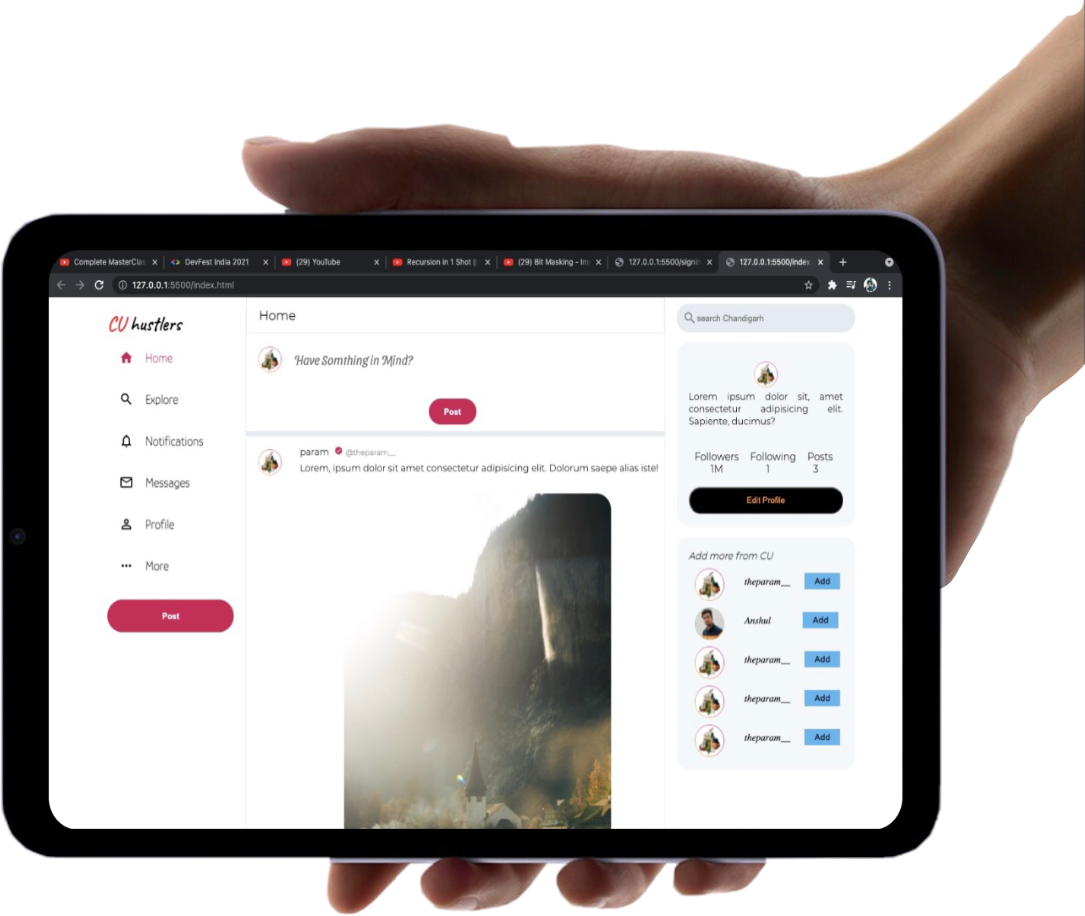 Complete MasterClas
DevFest India 2021
(29) YouTube
Recursion in 1 Shot |
(29) Bit Masking - Im
127.0.0.1:5500/signi
127.0.0.1:5500/index
127.0.0.1:5500/index.html
CU hustlers
Home
Explore
Notifications
Messages
Profile
More
Post
Home
Have Somthing in Mind?
Post
param @theparam__
Lorem, ipsum dolor sit amet consectetur adipisicing elit. Dolorum saepe alias iste!
search Chandigarh
Lorem ipsum dolor sit, amet
consectetur adipisicing elit.
Sapiente, ducimus?
Followers Following Posts
1M 1 3
Edit Profile
Add more from CU
theparam__ Add
Anshul Add
theparam__ Add
theparam__ Add
theparam__ Add